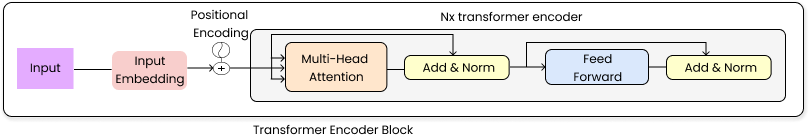 Positional
Encoding
Nx transformer encoder
Input
Input
Embedding
Multi-Head
Attention
Add & Norm
Feed
Forward
Add & Norm
Transformer Encoder Block